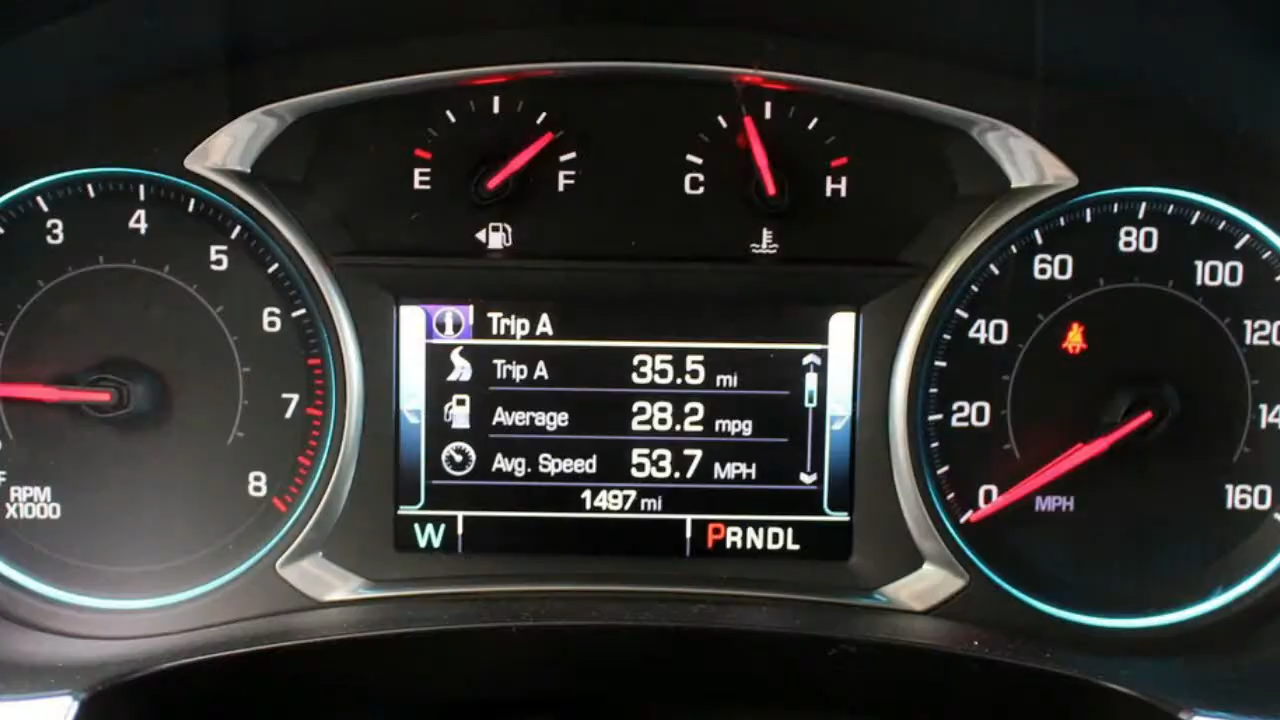 E F
C H
3 4 5 6 7 8
RPM
X1000
Trip A
Trip A 35.5 mi
Average 28.2 mpg
Avg. Speed 53.7 MPH
1497 mi
W PRNDL
0 20 40 60 80 100 120 160
MPH